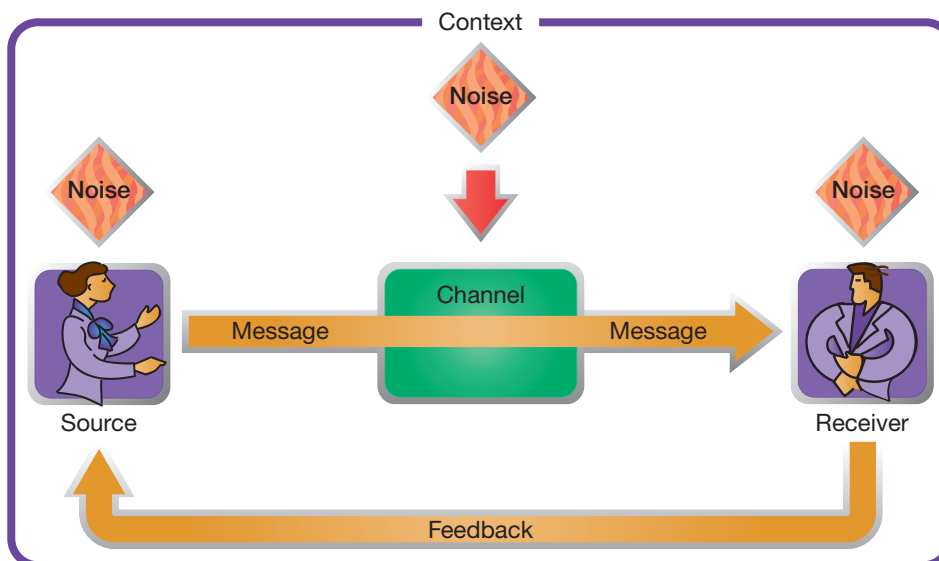 Context
Noise
Noise
Noise
Channel
Message
Message
Source
Receiver
Feedback